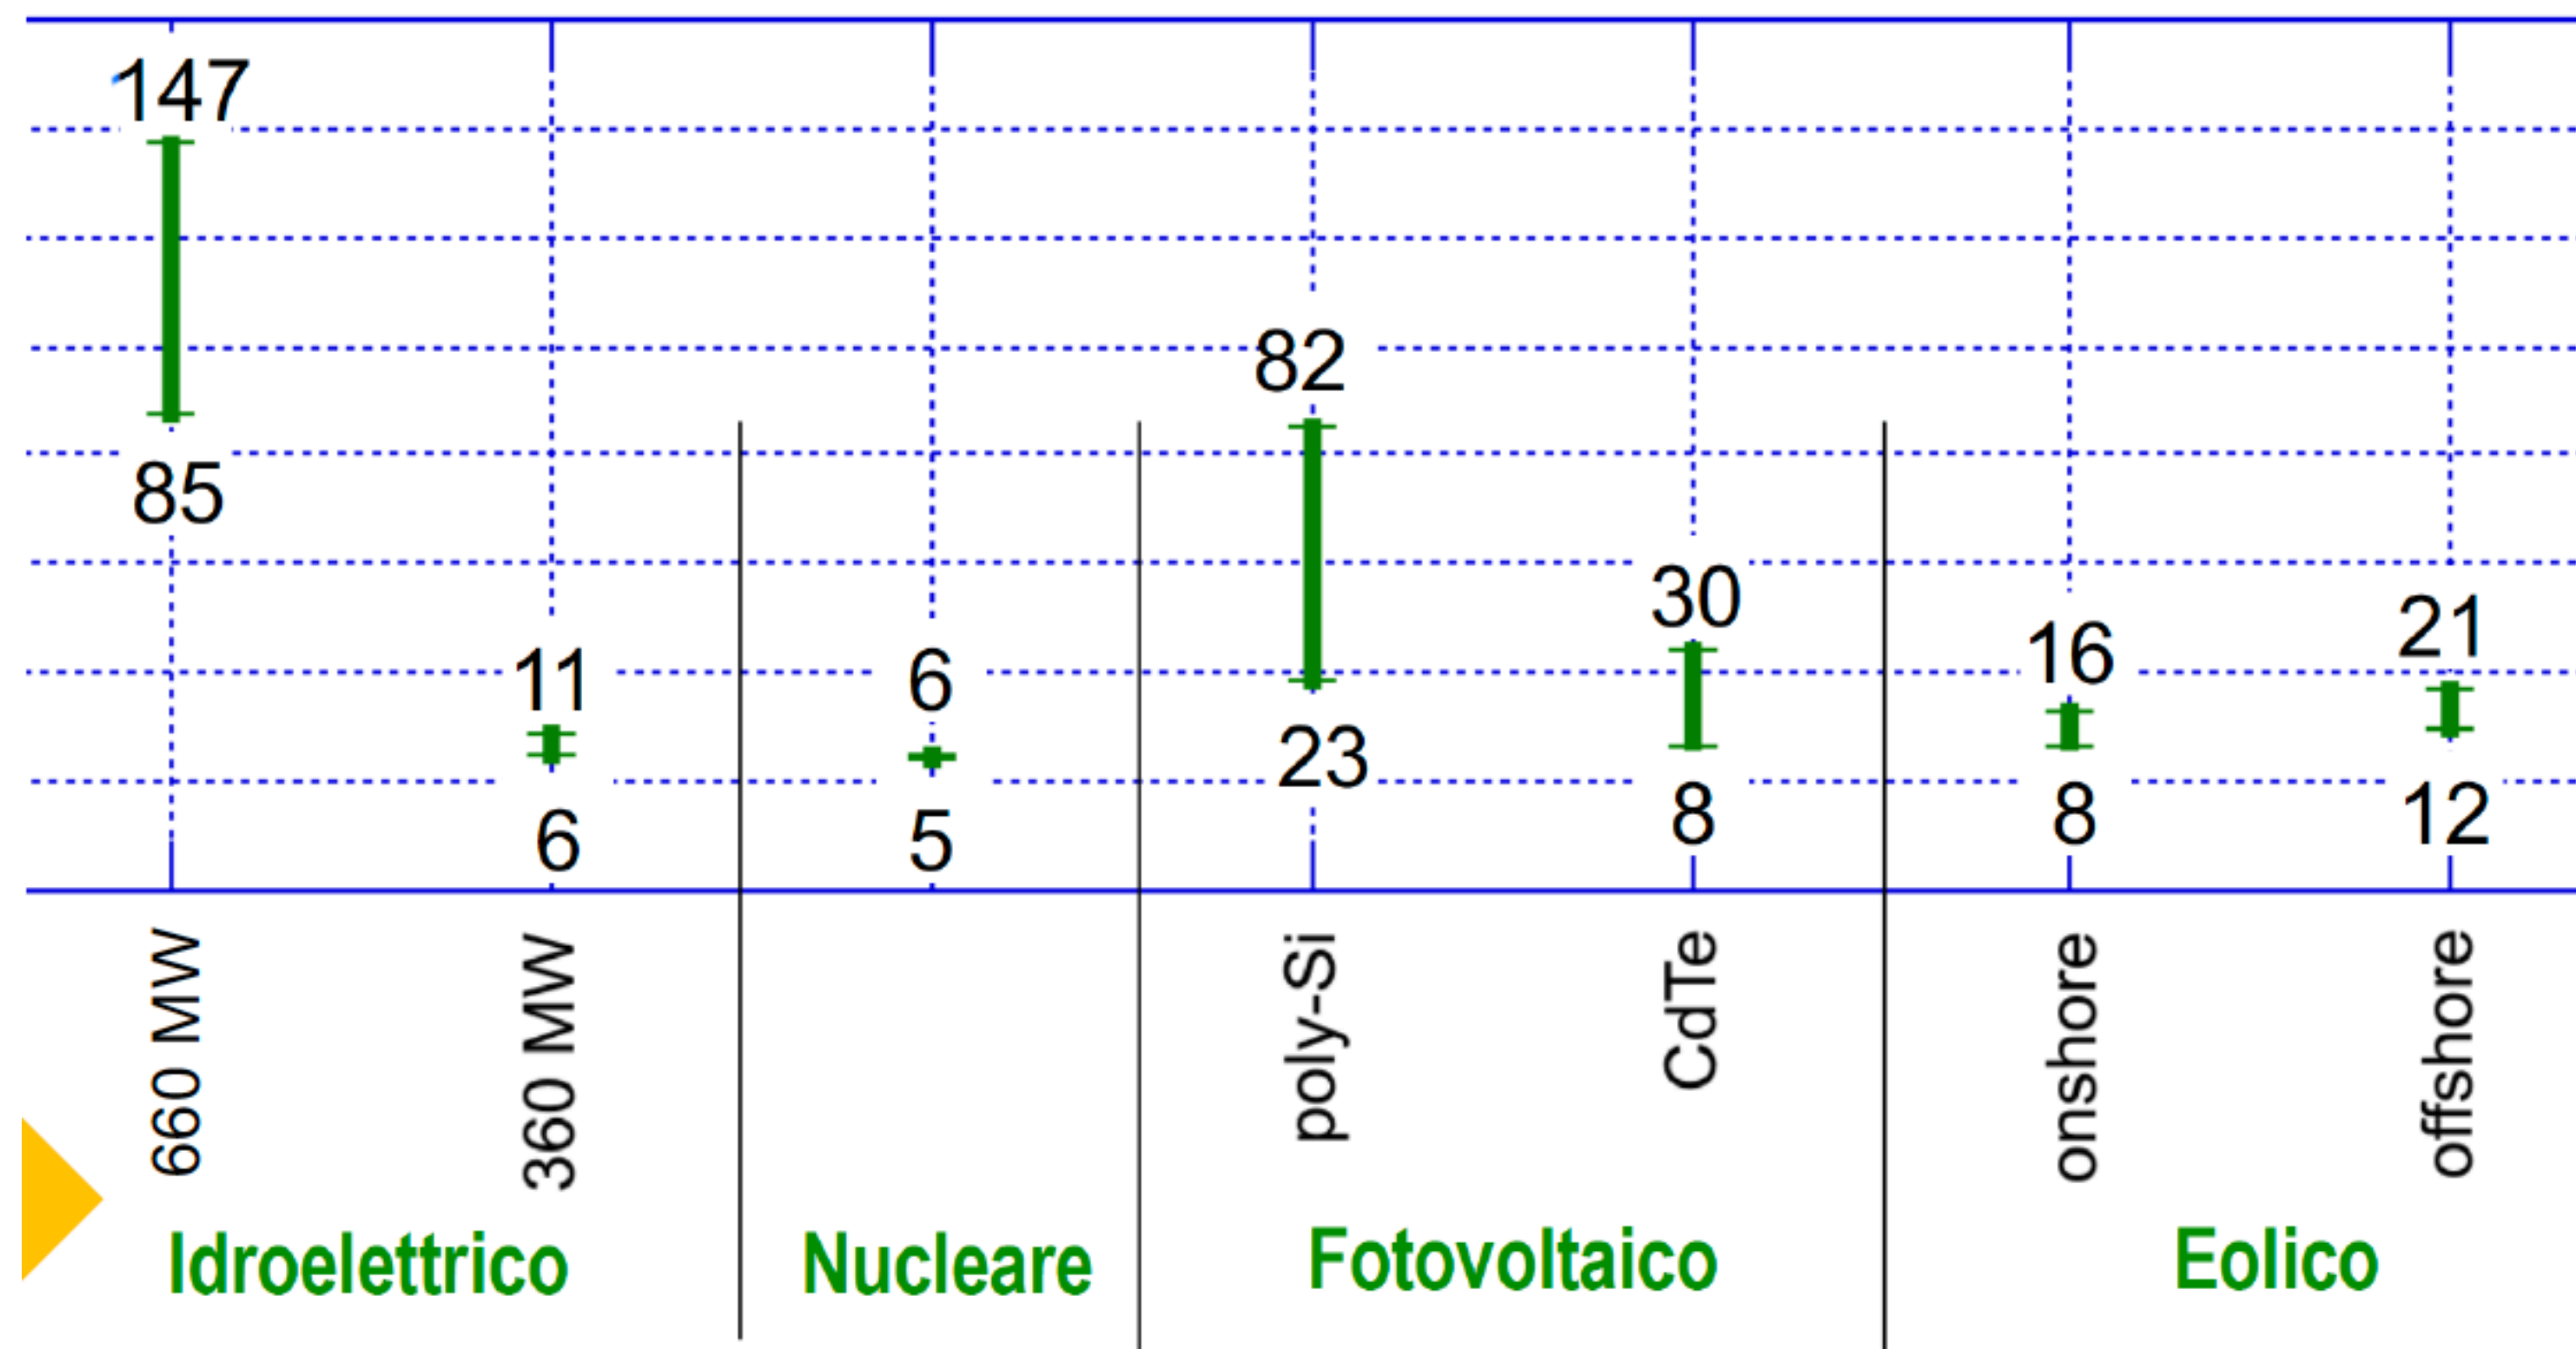 147
85
11
6
6
5
82
23
30
8
16
8
21
12
660 MW
360 MW
poly-Si
CdTe
onshore
offshore
Idroelettrico
Nucleare
Fotovoltaico
Eolico